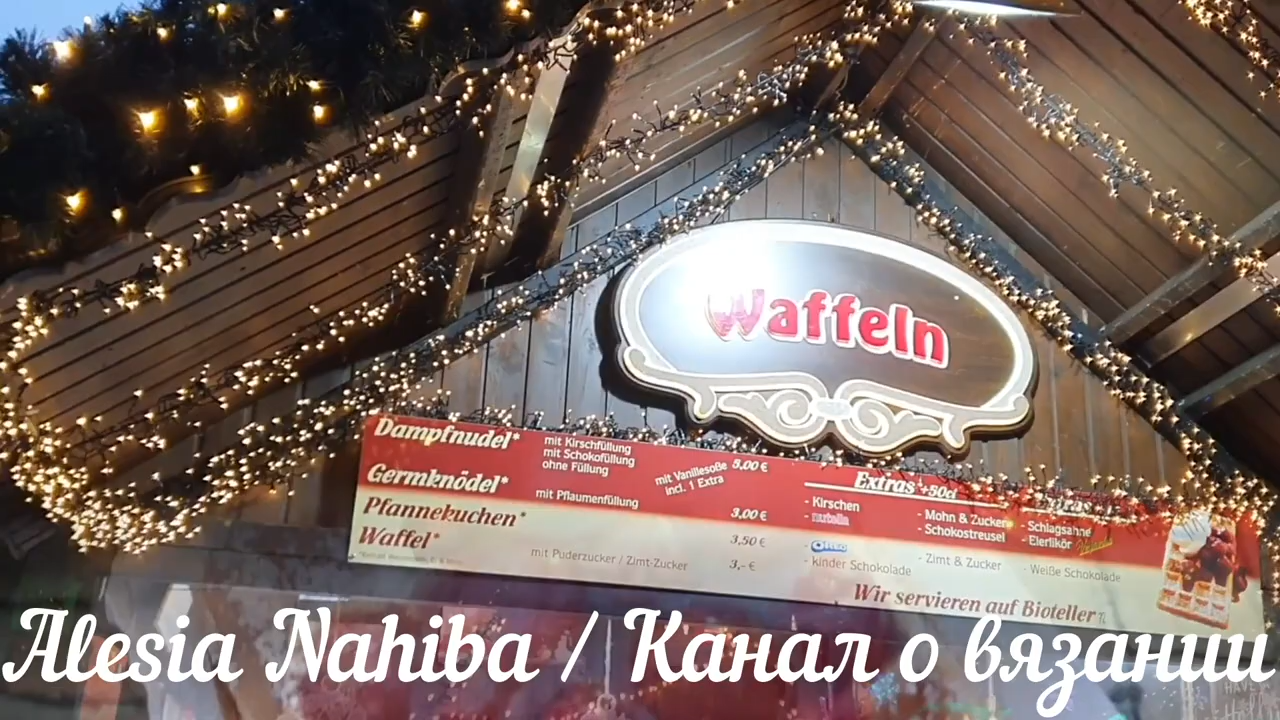 Waffeln
Dampfnudel*
mit Kirschfüllung
mit Schokofüllung
ohne Füllung
mit Vanillesoße
incl. 1 Extra
3,00 €
Germknödel*
mit Pflaumenfüllung
3,00 €
Pfannekuchen*
3,50 €
Waffel*
mit Puderzucker / Zimt-Zucker
3,- €
Extras +50ct
- Kirschen
- nutella
- OREO
- kinder Schokolade
- Mohn & Zucker
- Schokostreusel
- Zimt & Zucker
- Schlagsahne
- Eierlikör
- Weiße Schokolade
Wir servieren auf Bioteller
Alesia Nahiba / Канал о вязании